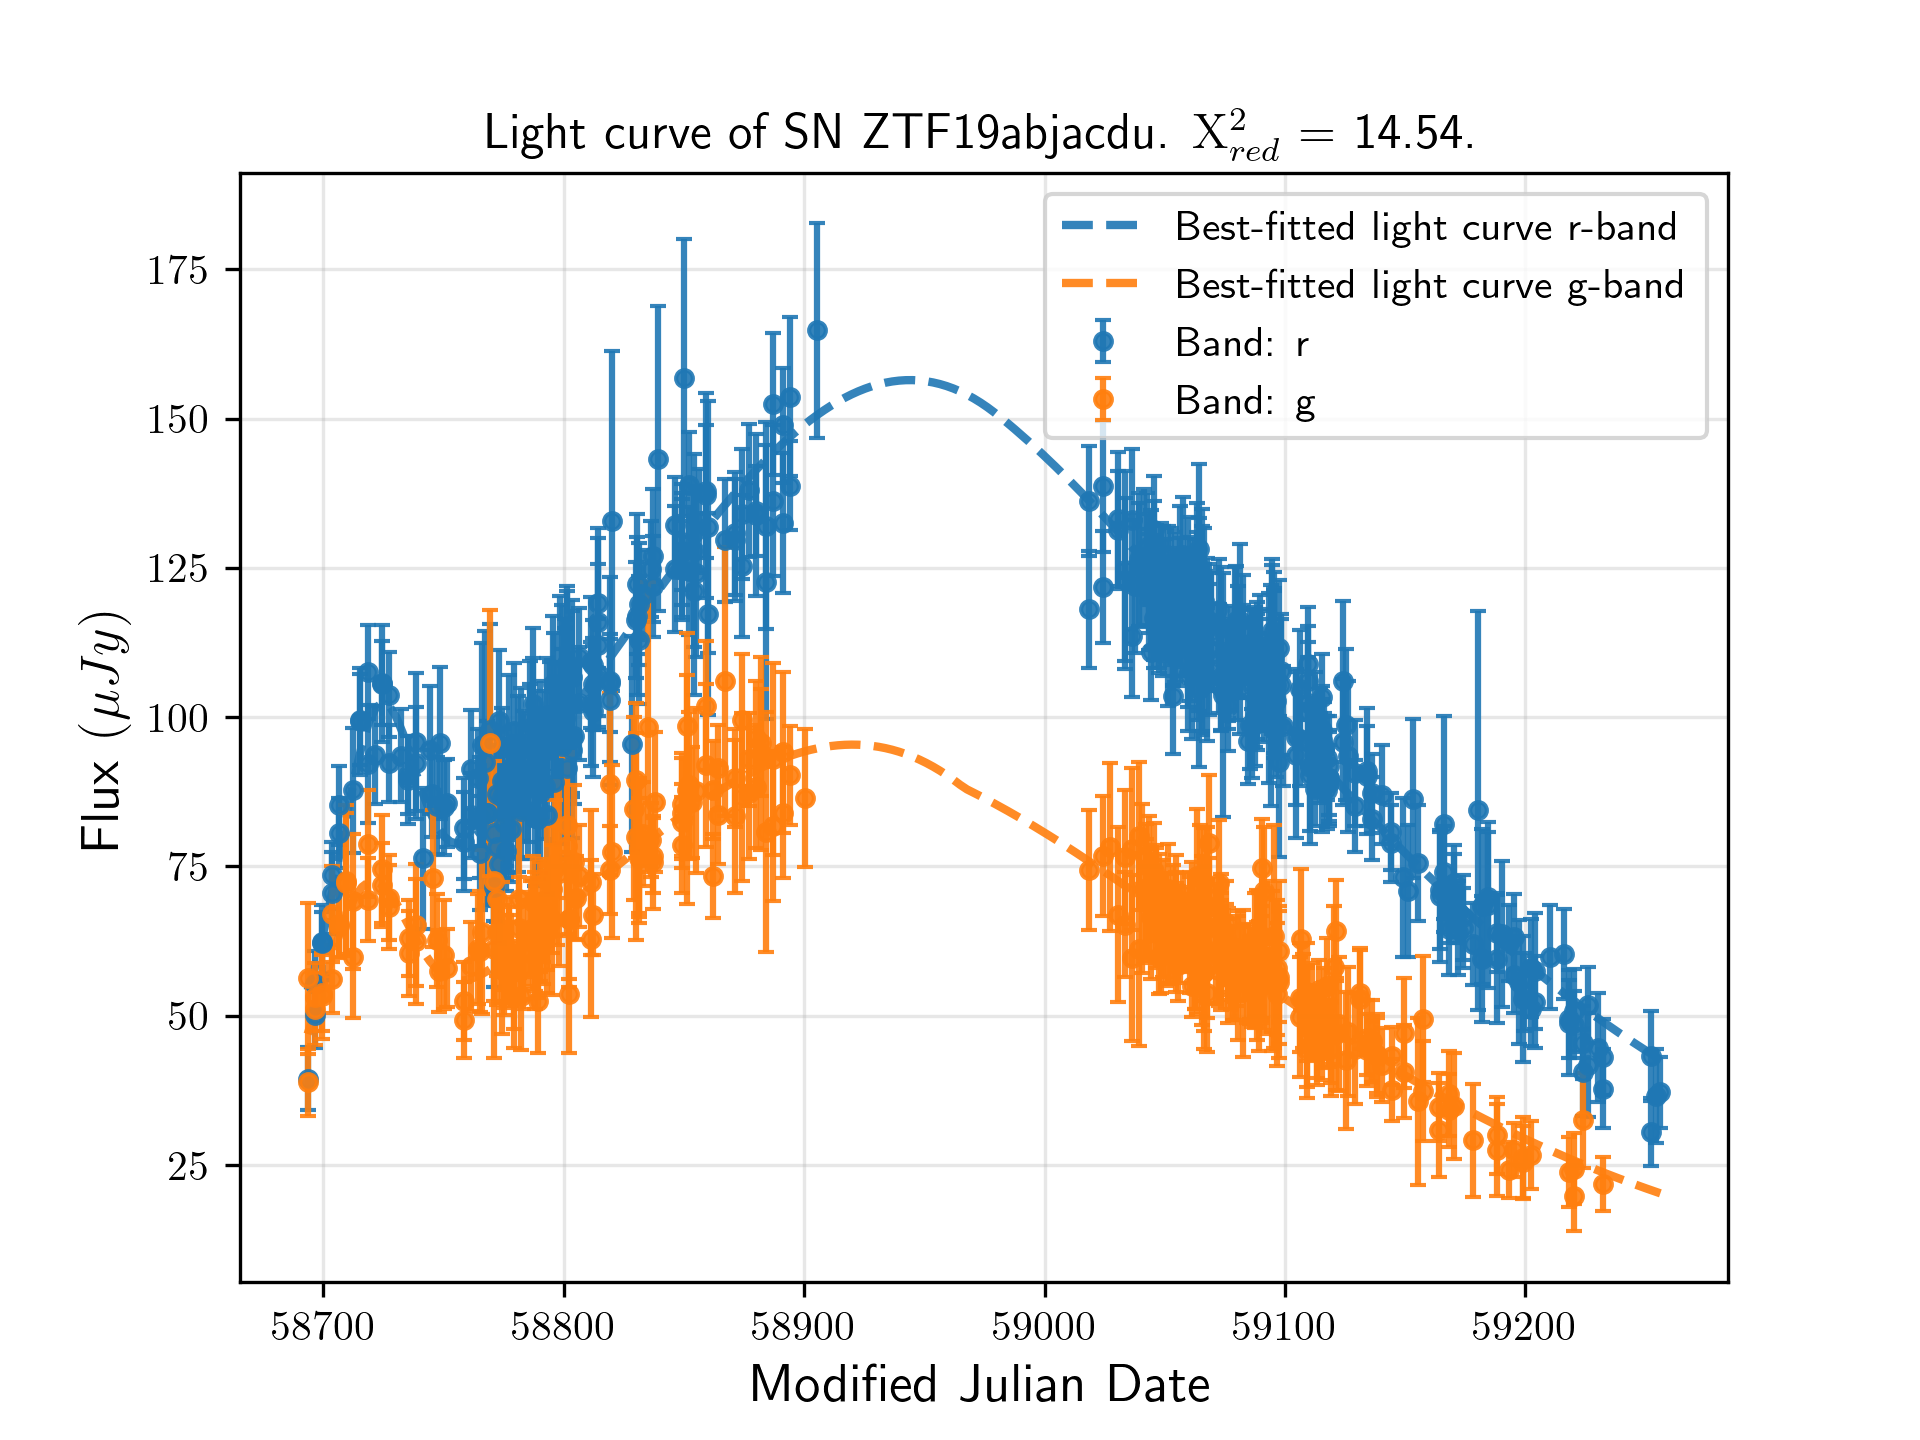 Light curve of SN ZTF19abjacdu. X²_red = 14.54.
Best-fitted light curve r-band
Best-fitted light curve g-band
Band: r
Band: g
Flux (μJy)
175
150
125
100
75
50
25
58700 58800 58900 59000 59100 59200
Modified Julian Date